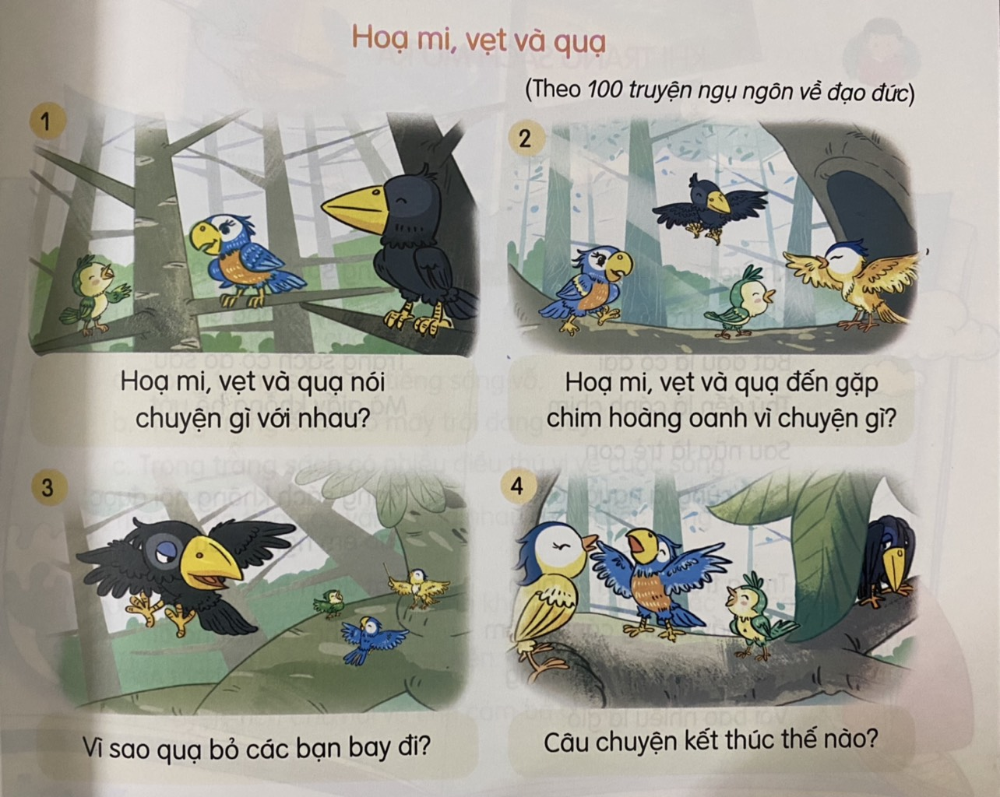 Hoạ mi, vẹt và quạ
(Theo 100 truyện ngụ ngôn về đạo đức)
1
2
Hoạ mi, vẹt và quạ nói
chuyện gì với nhau?
Hoạ mi, vẹt và quạ đến gặp
chim hoàng oanh vì chuyện gì?
3
4
Vì sao quạ bỏ các bạn bay đi?
Câu chuyện kết thúc thế nào?